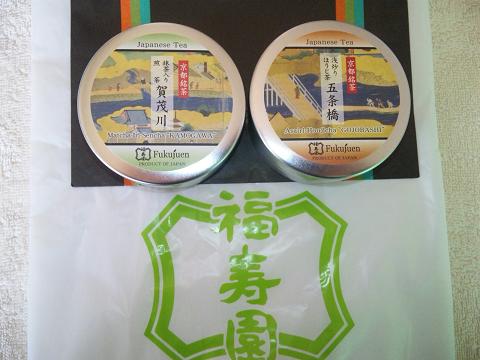 Japanese Tea
京都銘茶
抹茶入り
煎茶
賀茂川
Matcha-Iri Sencha "KAMOGAWA"
Fukujuen
PRODUCT OF JAPAN
Japanese Tea
京都銘茶
浅炒り
ほうじ茶
五条橋
Asairi Houjicha "GOJOBASHI"
Fukujuen
PRODUCT OF JAPAN
福寿園